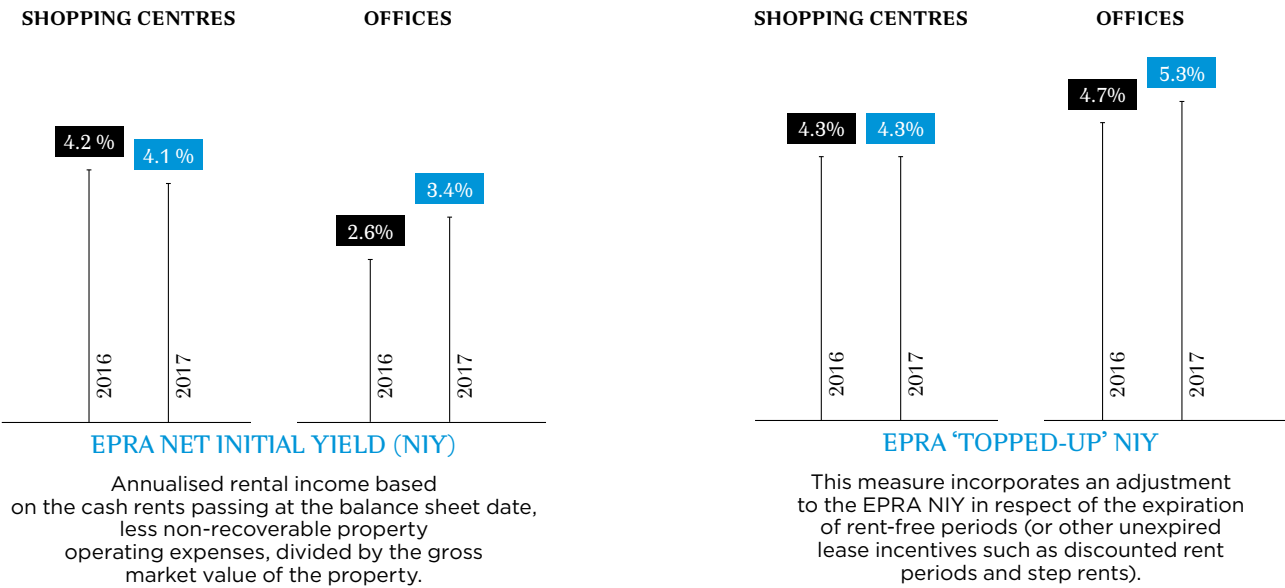 SHOPPING CENTRES
OFFICES
4.2 %
4.1 %
2.6%
3.4%
2016
2017
2016
2017
EPRA NET INITIAL YIELD (NIY)
Annualised rental income based
on the cash rents passing at the balance sheet date,
less non-recoverable property
operating expenses, divided by the gross
market value of the property.
SHOPPING CENTRES
OFFICES
4.3%
4.3%
4.7%
5.3%
2016
2017
2016
2017
EPRA ‘TOPPED-UP’ NIY
This measure incorporates an adjustment
to the EPRA NIY in respect of the expiration
of rent-free periods (or other unexpired
lease incentives such as discounted rent
periods and step rents).